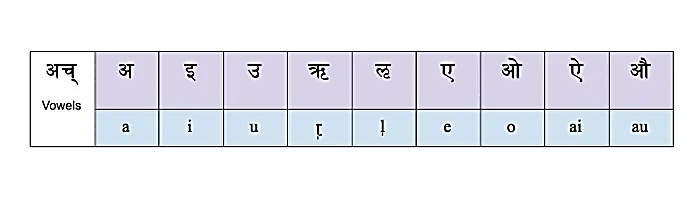 अच् अ इ उ ऋ ऌ ए ओ ऐ औ
Vowels a i u ṛ ḷ e o ai au